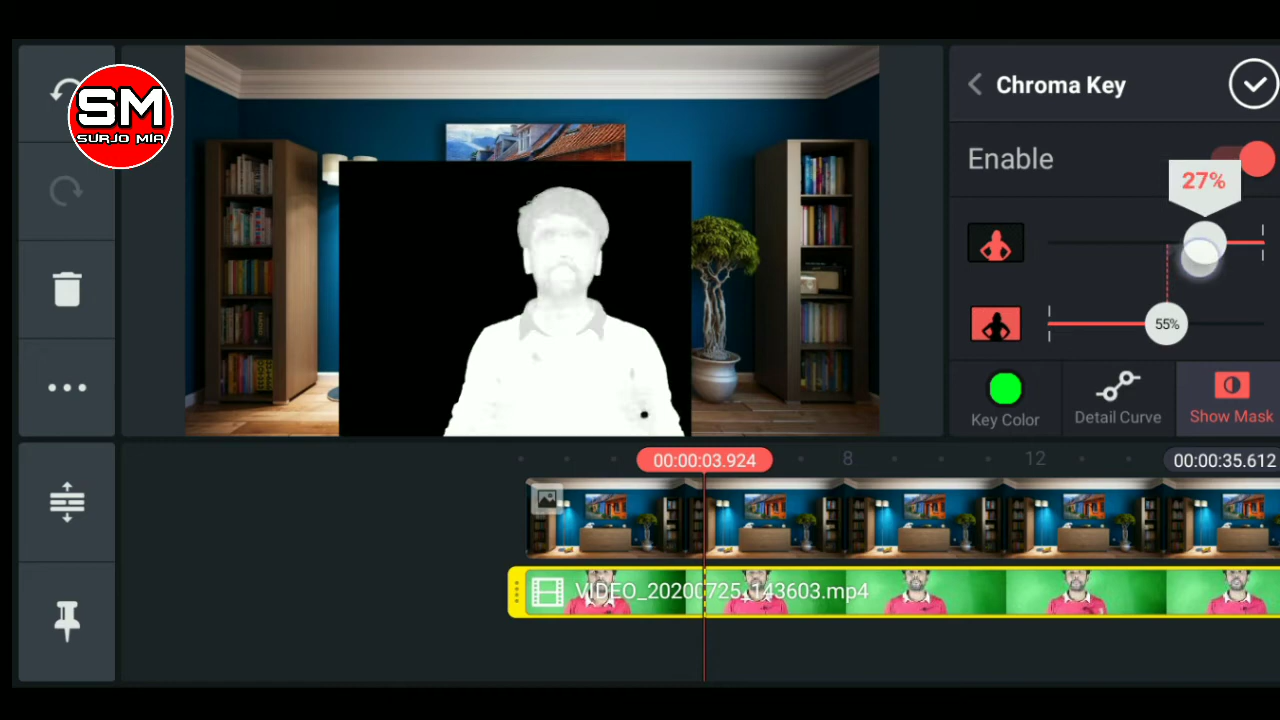 SM
SURJO MIA
Chroma Key
Enable
27%
55%
Key Color
Detail Curve
Show Mask
00:00:03.924
8
12
00:00:35.612
VIDEO_20200725_143603.mp4